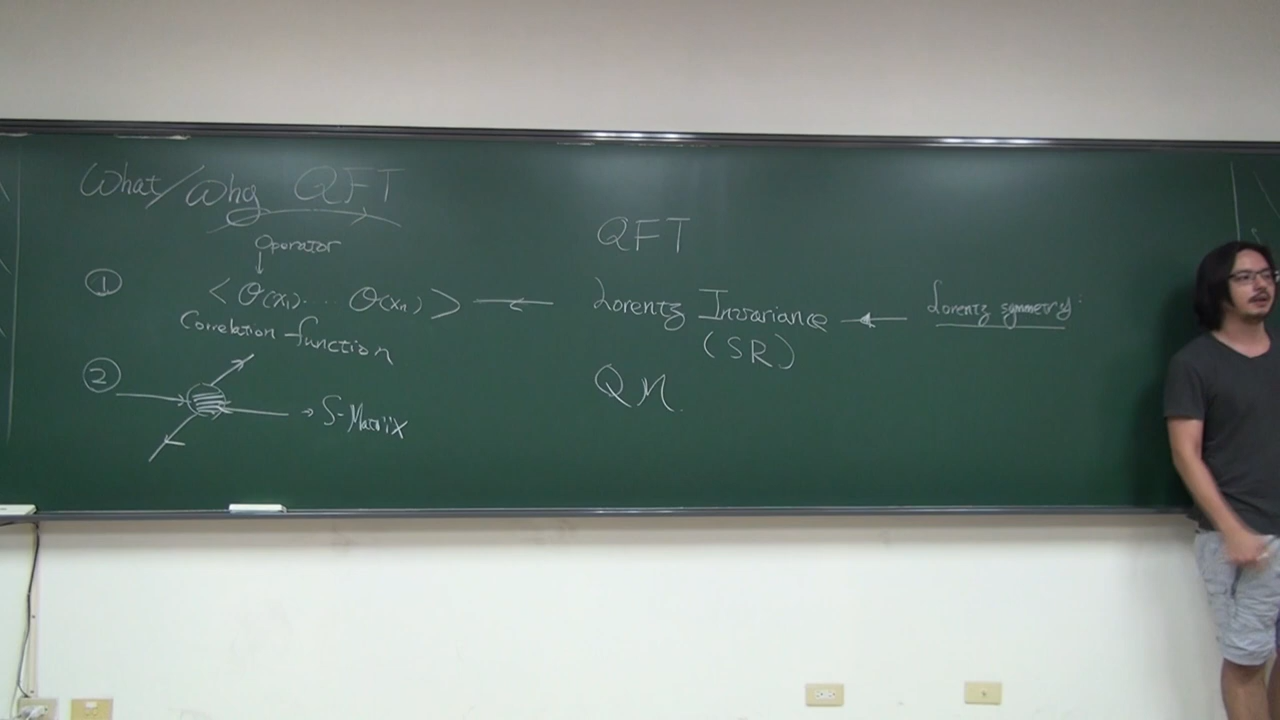 What/Why QFT
Operator
↓
① <O(x₁)... O(xₙ)> ←
Correlation function
② → S-Matrix
QFT
Lorentz Invariance ← Lorentz symmetry:
(SR)
QM.